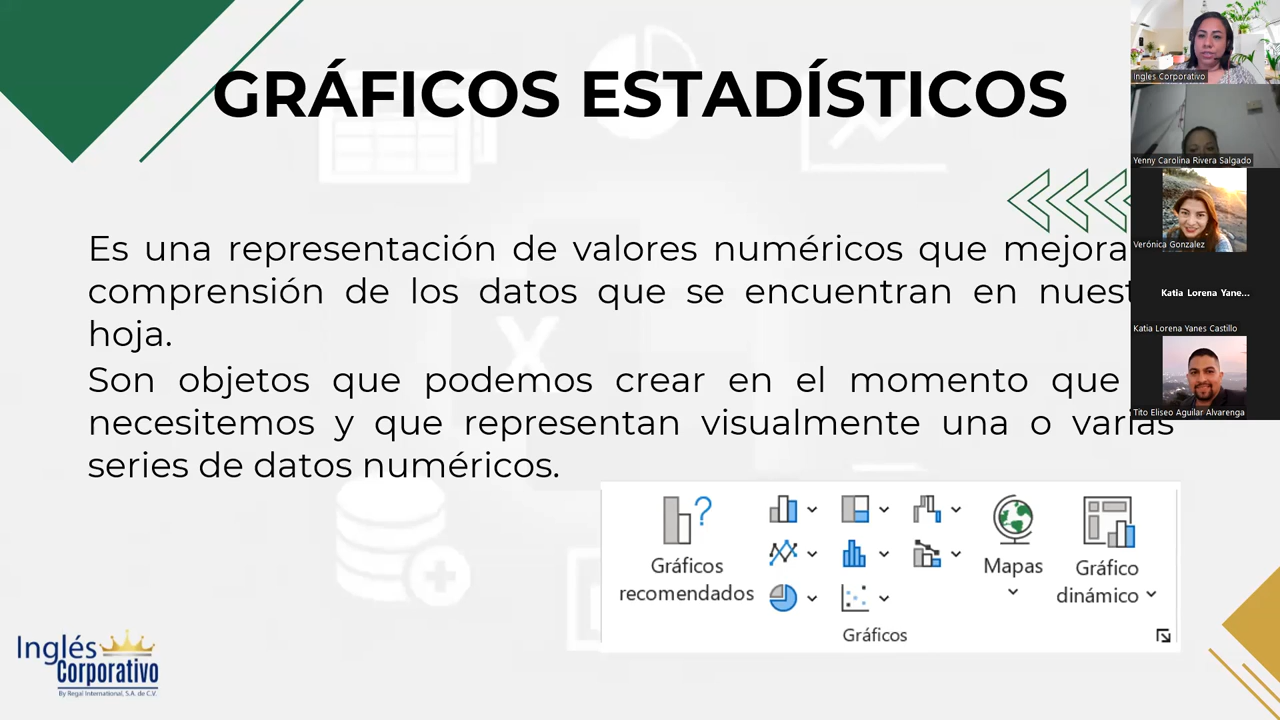 GRÁFICOS ESTADÍSTICOS
Es una representación de valores numéricos que mejora
comprensión de los datos que se encuentran en
hoja.
Son objetos que podemos crear en el momento que
necesitemos y que representan visualmente una o varias
series de datos numéricos.
Gráficos
recomendados
Mapas
Gráfico
dinámico
Gráficos
Inglés
Corporativo
By Regal International, S.A. de C.V.
Ingles Corporativo
Yenny Carolina Rivera Salgado
Verónica Gonzalez
Katia Lorena Yane...
Katia Lorena Yanes Castillo
Tito Eliseo Aguilar Alvarenga